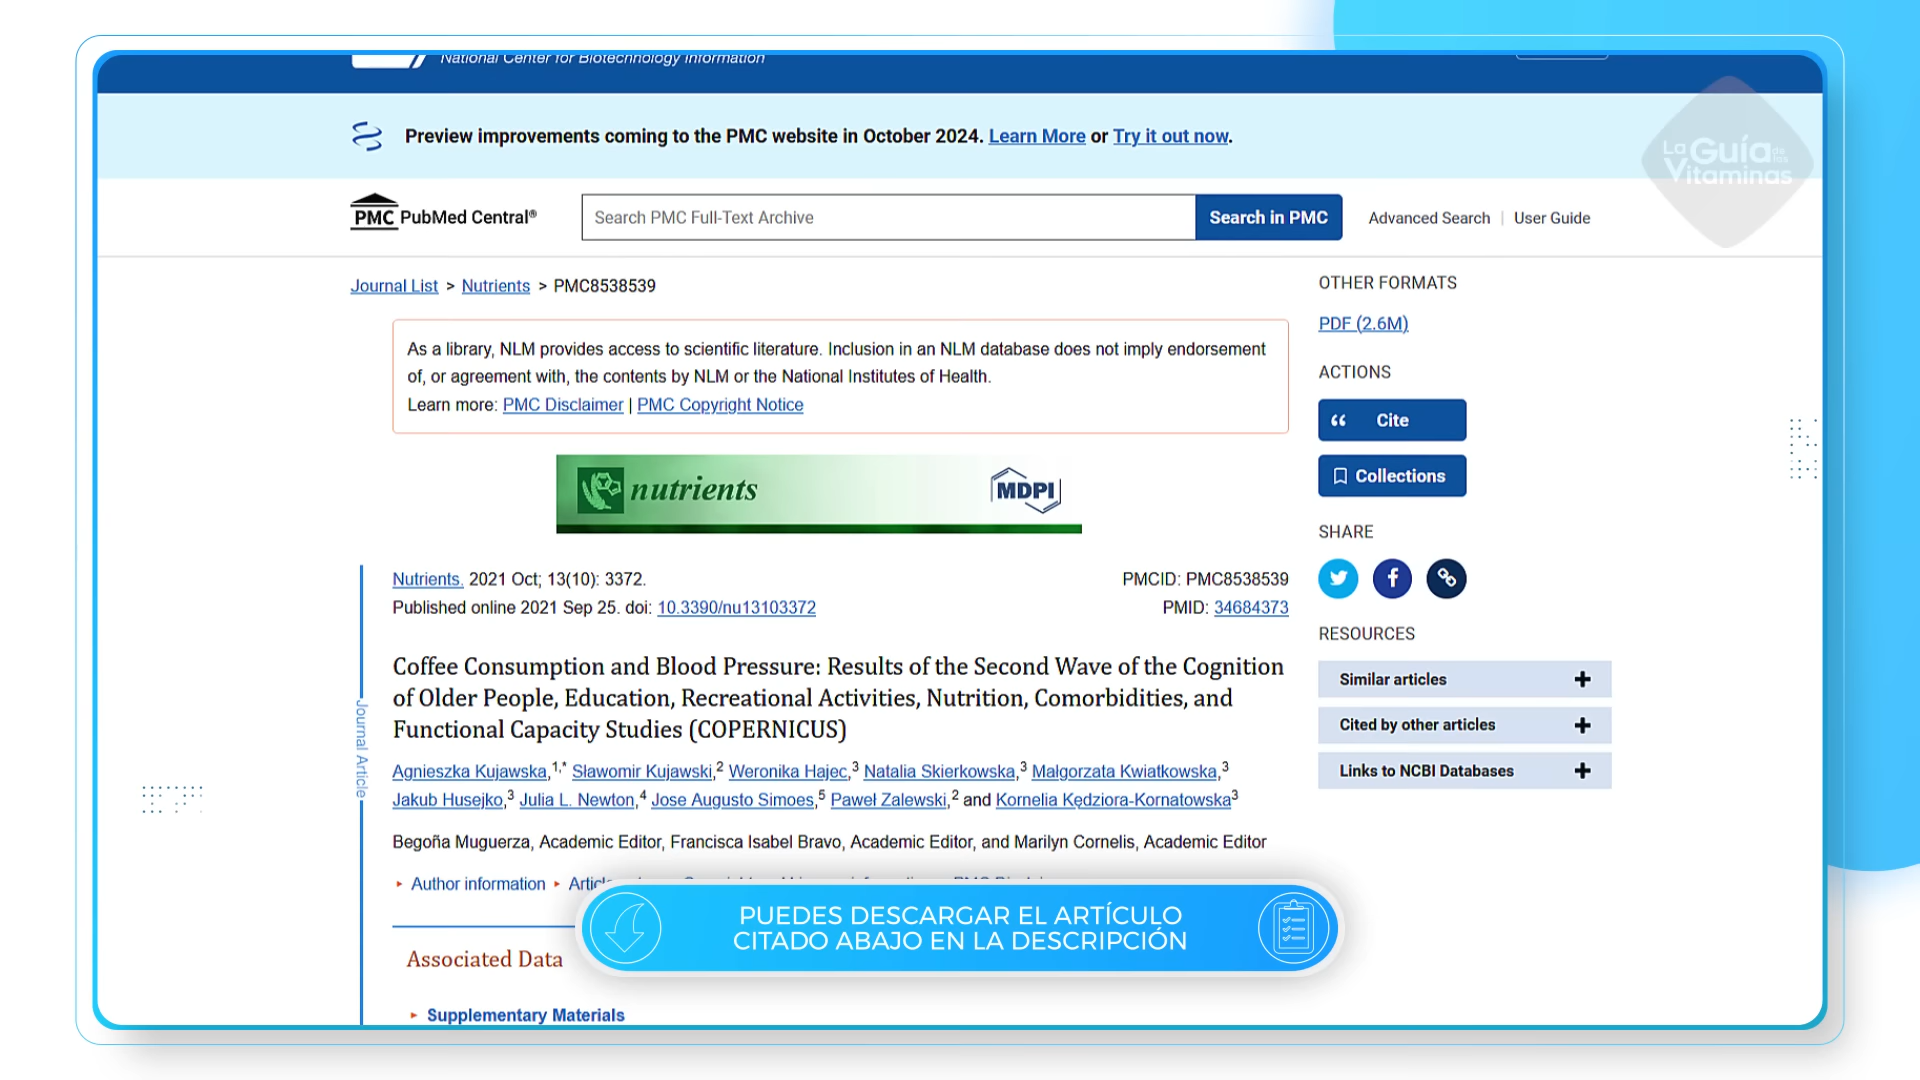 National Center for Biotechnology Information
Preview improvements coming to the PMC website in October 2024. Learn More or Try it out now.
La Guía de las
Vitaminas
PMC PubMed Central®
Search PMC Full-Text Archive
Search in PMC
Advanced Search | User Guide
Journal List > Nutrients > PMC8538539
As a library, NLM provides access to scientific literature. Inclusion in an NLM database does not imply endorsement
of, or agreement with, the contents by NLM or the National Institutes of Health.
Learn more: PMC Disclaimer | PMC Copyright Notice
nutrients
MDPI
Nutrients. 2021 Oct; 13(10): 3372.
PMCID: PMC8538539
Published online 2021 Sep 25. doi: 10.3390/nu13103372
PMID: 34684373
Journal Article
Coffee Consumption and Blood Pressure: Results of the Second Wave of the Cognition
of Older People, Education, Recreational Activities, Nutrition, Comorbidities, and
Functional Capacity Studies (COPERNICUS)
Agnieszka Kujawska,1,* Sławomir Kujawski,2 Weronika Hajec,3 Natalia Skierkowska,3 Małgorzata Kwiatkowska,3
Jakub Husejko,3 Julia L. Newton,4 Jose Augusto Simoes,5 Paweł Zalewski,2 and Kornelia Kędziora-Kornatowska3
Begoña Muguerza, Academic Editor, Francisca Isabel Bravo, Academic Editor, and Marilyn Cornelis, Academic Editor
Author information
Associated Data
Supplementary Materials
OTHER FORMATS
PDF (2.6M)
ACTIONS
Cite
Collections
SHARE
RESOURCES
Similar articles
Cited by other articles
Links to NCBI Databases
PUEDES DESCARGAR EL ARTÍCULO
CITADO ABAJO EN LA DESCRIPCIÓN